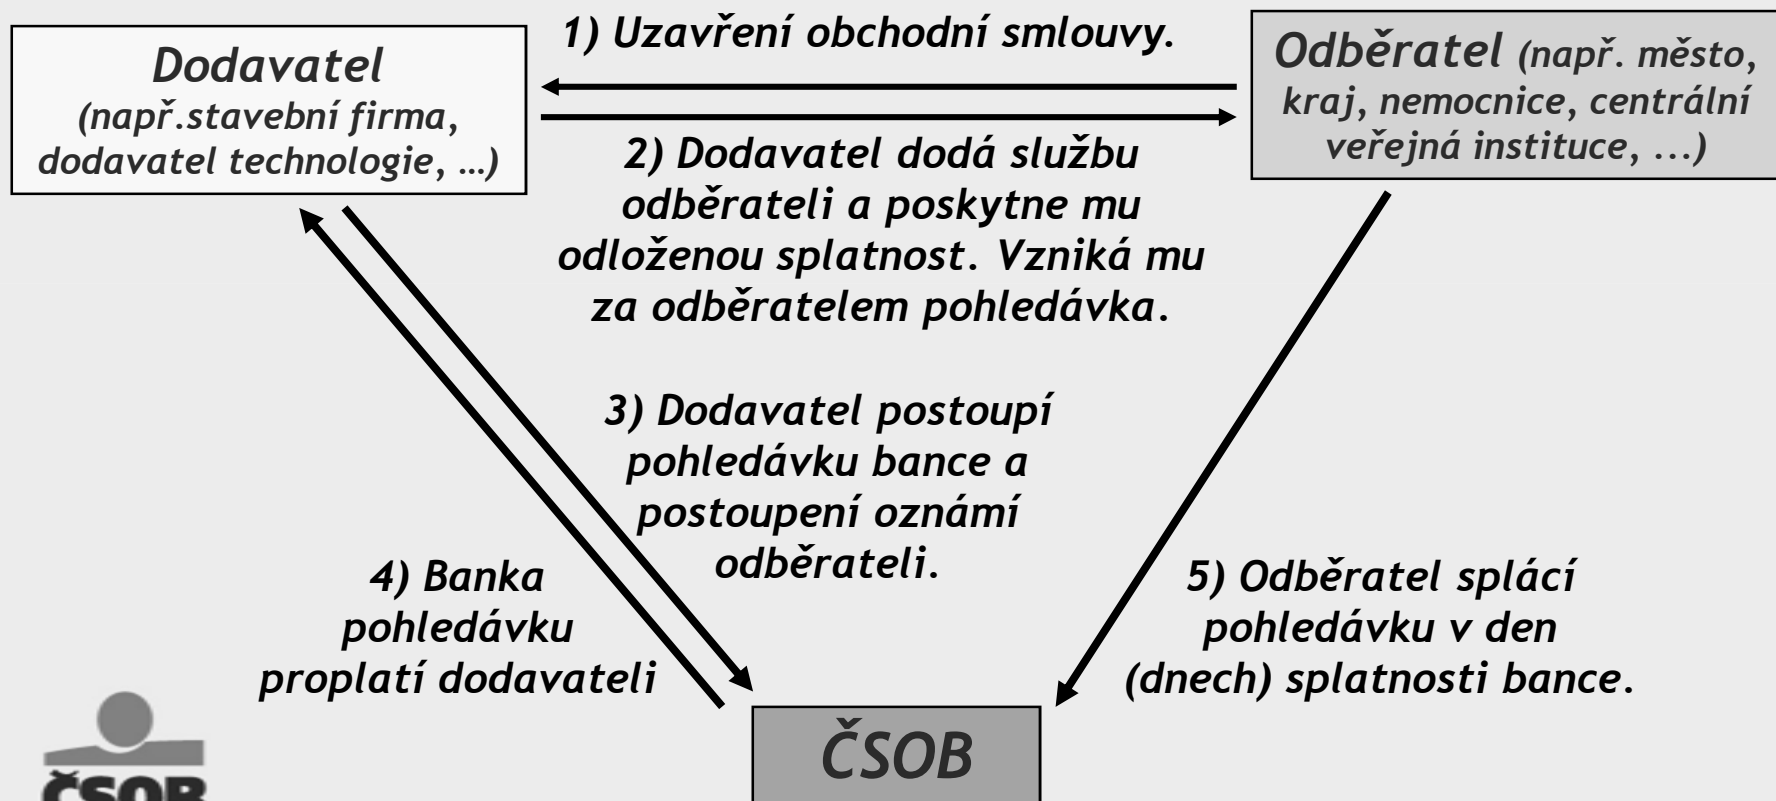 1) Uzavření obchodní smlouvy.
Dodavatel
(např.stavební firma,
dodavatel technologie, …)
Odběratel (např. město,
kraj, nemocnice, centrální
veřejná instituce, ...)
2) Dodavatel dodá službu
odběrateli a poskytne mu
odloženou splatnost. Vzniká mu
za odběratelem pohledávka.
3) Dodavatel postoupí
pohledávku bance a
postoupení oznámí
odběrateli.
4) Banka
pohledávku
proplatí dodavateli
5) Odběratel splácí
pohledávku v den
(dnech) splatnosti bance.
ČSOB
ČSOB